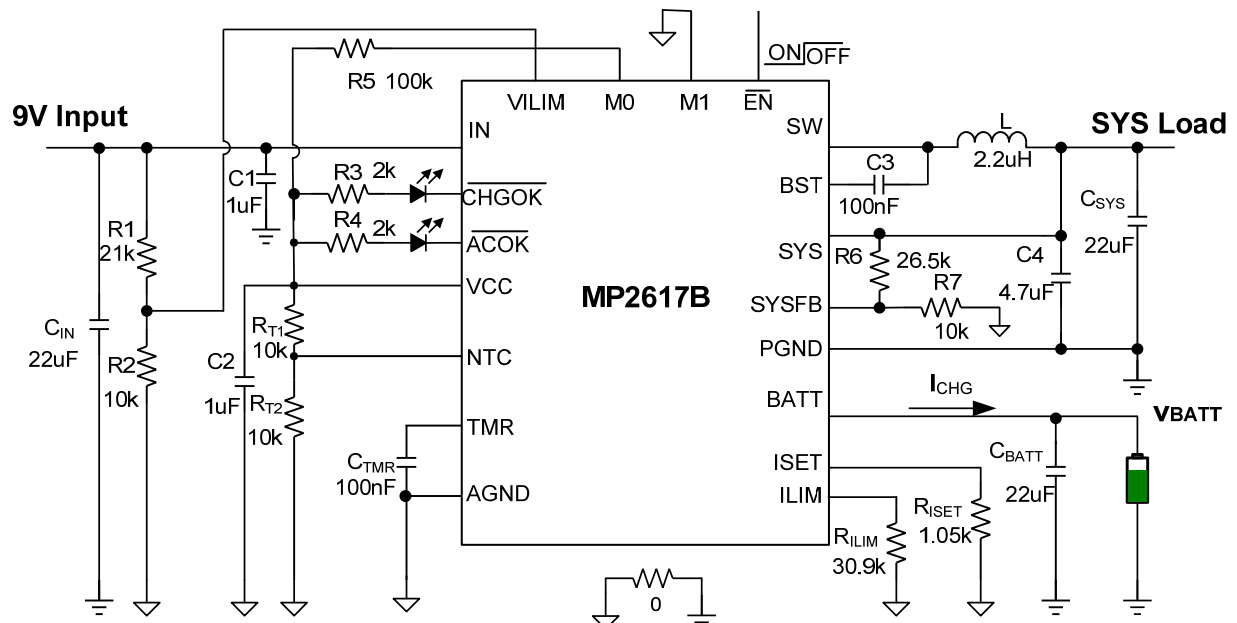 ON OFF
R5 100k
VILIM M0 M1 EN
9V Input
IN
SW
L
2.2uH
SYS Load
C1
1uF
R3 2k
CHGOK
BST
C3
100nF
R1
21k
R4 2k
ACOK
CSYS
22uF
SYS
R6
26.5k
C4
4.7uF
VCC
MP2617B
SYSFB
R7
10k
CIN
22uF
R2
10k
C2
1uF
RT1
10k
NTC
PGND
RT2
10k
BATT
ICHG
VBATT
TMR
CTMR
100nF
ISET
CBATT
22uF
AGND
ILIM
RISET
1.05k
RILIM
30.9k
0